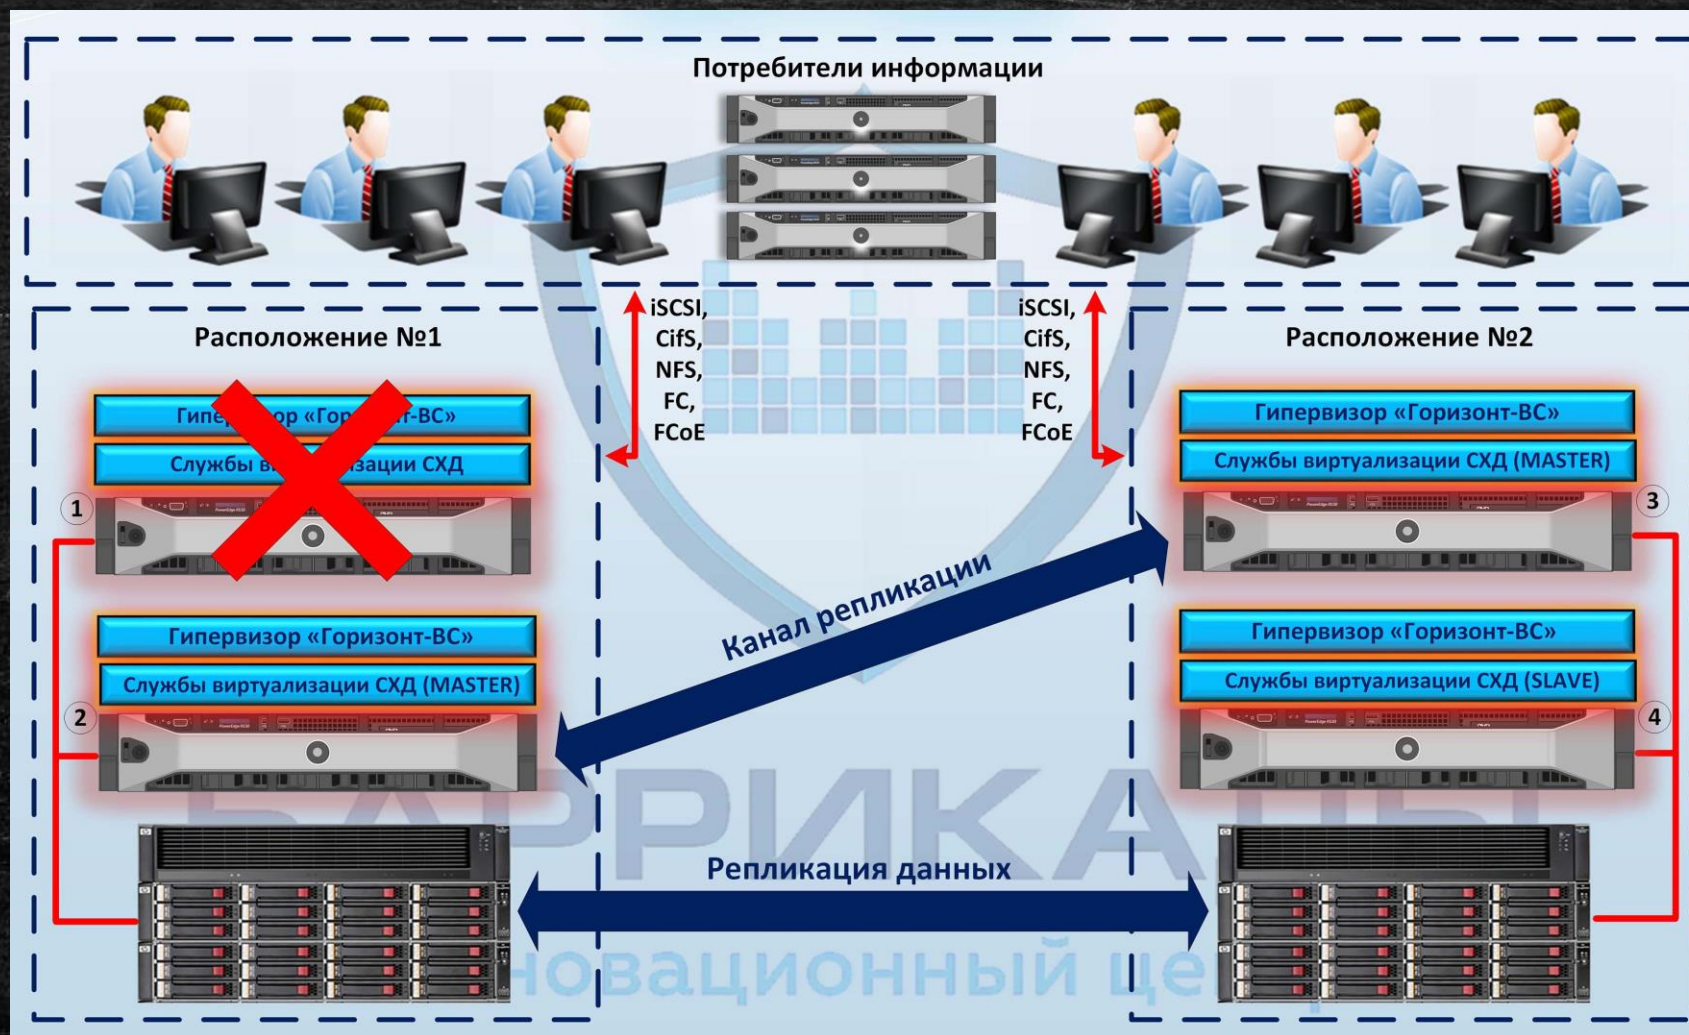 Потребители информации
iSCSI,
CifS,
NFS,
FC,
FCoE
iSCSI,
CifS,
NFS,
FC,
FCoE
Расположение №1
Службы виртуализации СХД (MASTER)
1
Гипервизор «Горизонт-ВС»
2
Расположение №2
Гипервизор «Горизонт-ВС»
Службы виртуализации СХД (MASTER)
3
Гипервизор «Горизонт-ВС»
Службы виртуализации СХД (SLAVE)
4
Канал репликации
Репликация данных